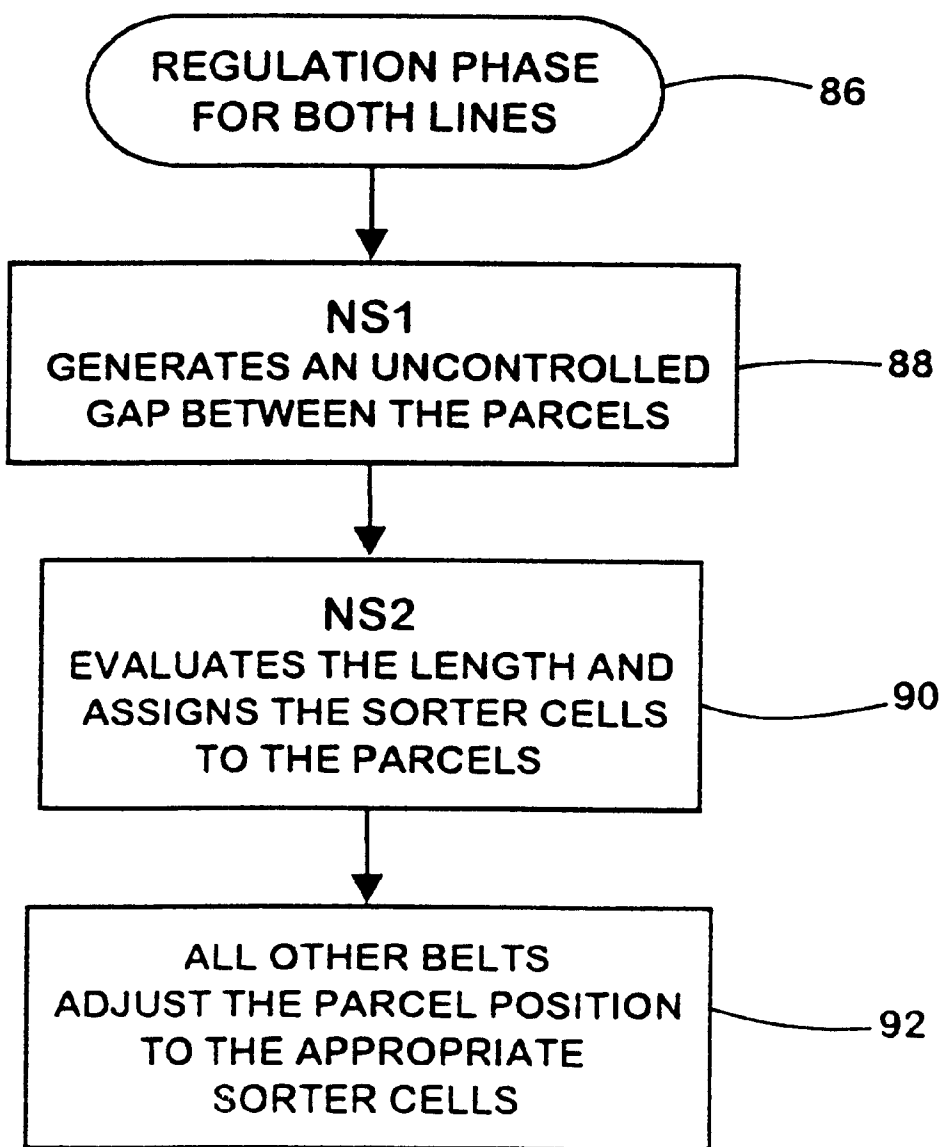 REGULATION PHASE
FOR BOTH LINES
86
NS1
GENERATES AN UNCONTROLLED
GAP BETWEEN THE PARCELS
88
NS2
EVALUATES THE LENGTH AND
ASSIGNS THE SORTER CELLS
TO THE PARCELS
90
ALL OTHER BELTS
ADJUST THE PARCEL POSITION
TO THE APPROPRIATE
SORTER CELLS
92